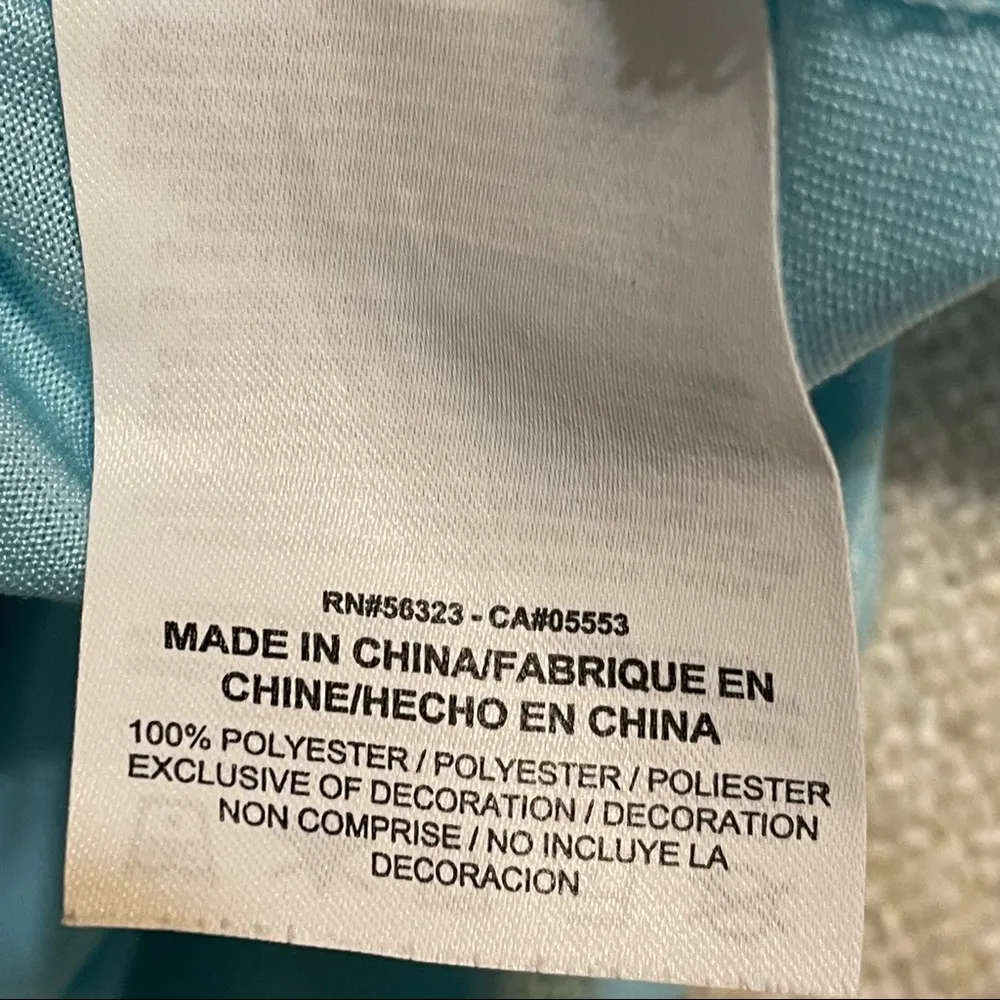 RN#56323 - CA#05553
MADE IN CHINA/FABRIQUE EN
CHINE/HECHO EN CHINA
100% POLYESTER / POLYESTER / POLIESTER
EXCLUSIVE OF DECORATION / DECORATION
NON COMPRISE / NO INCLUYE LA
DECORACION